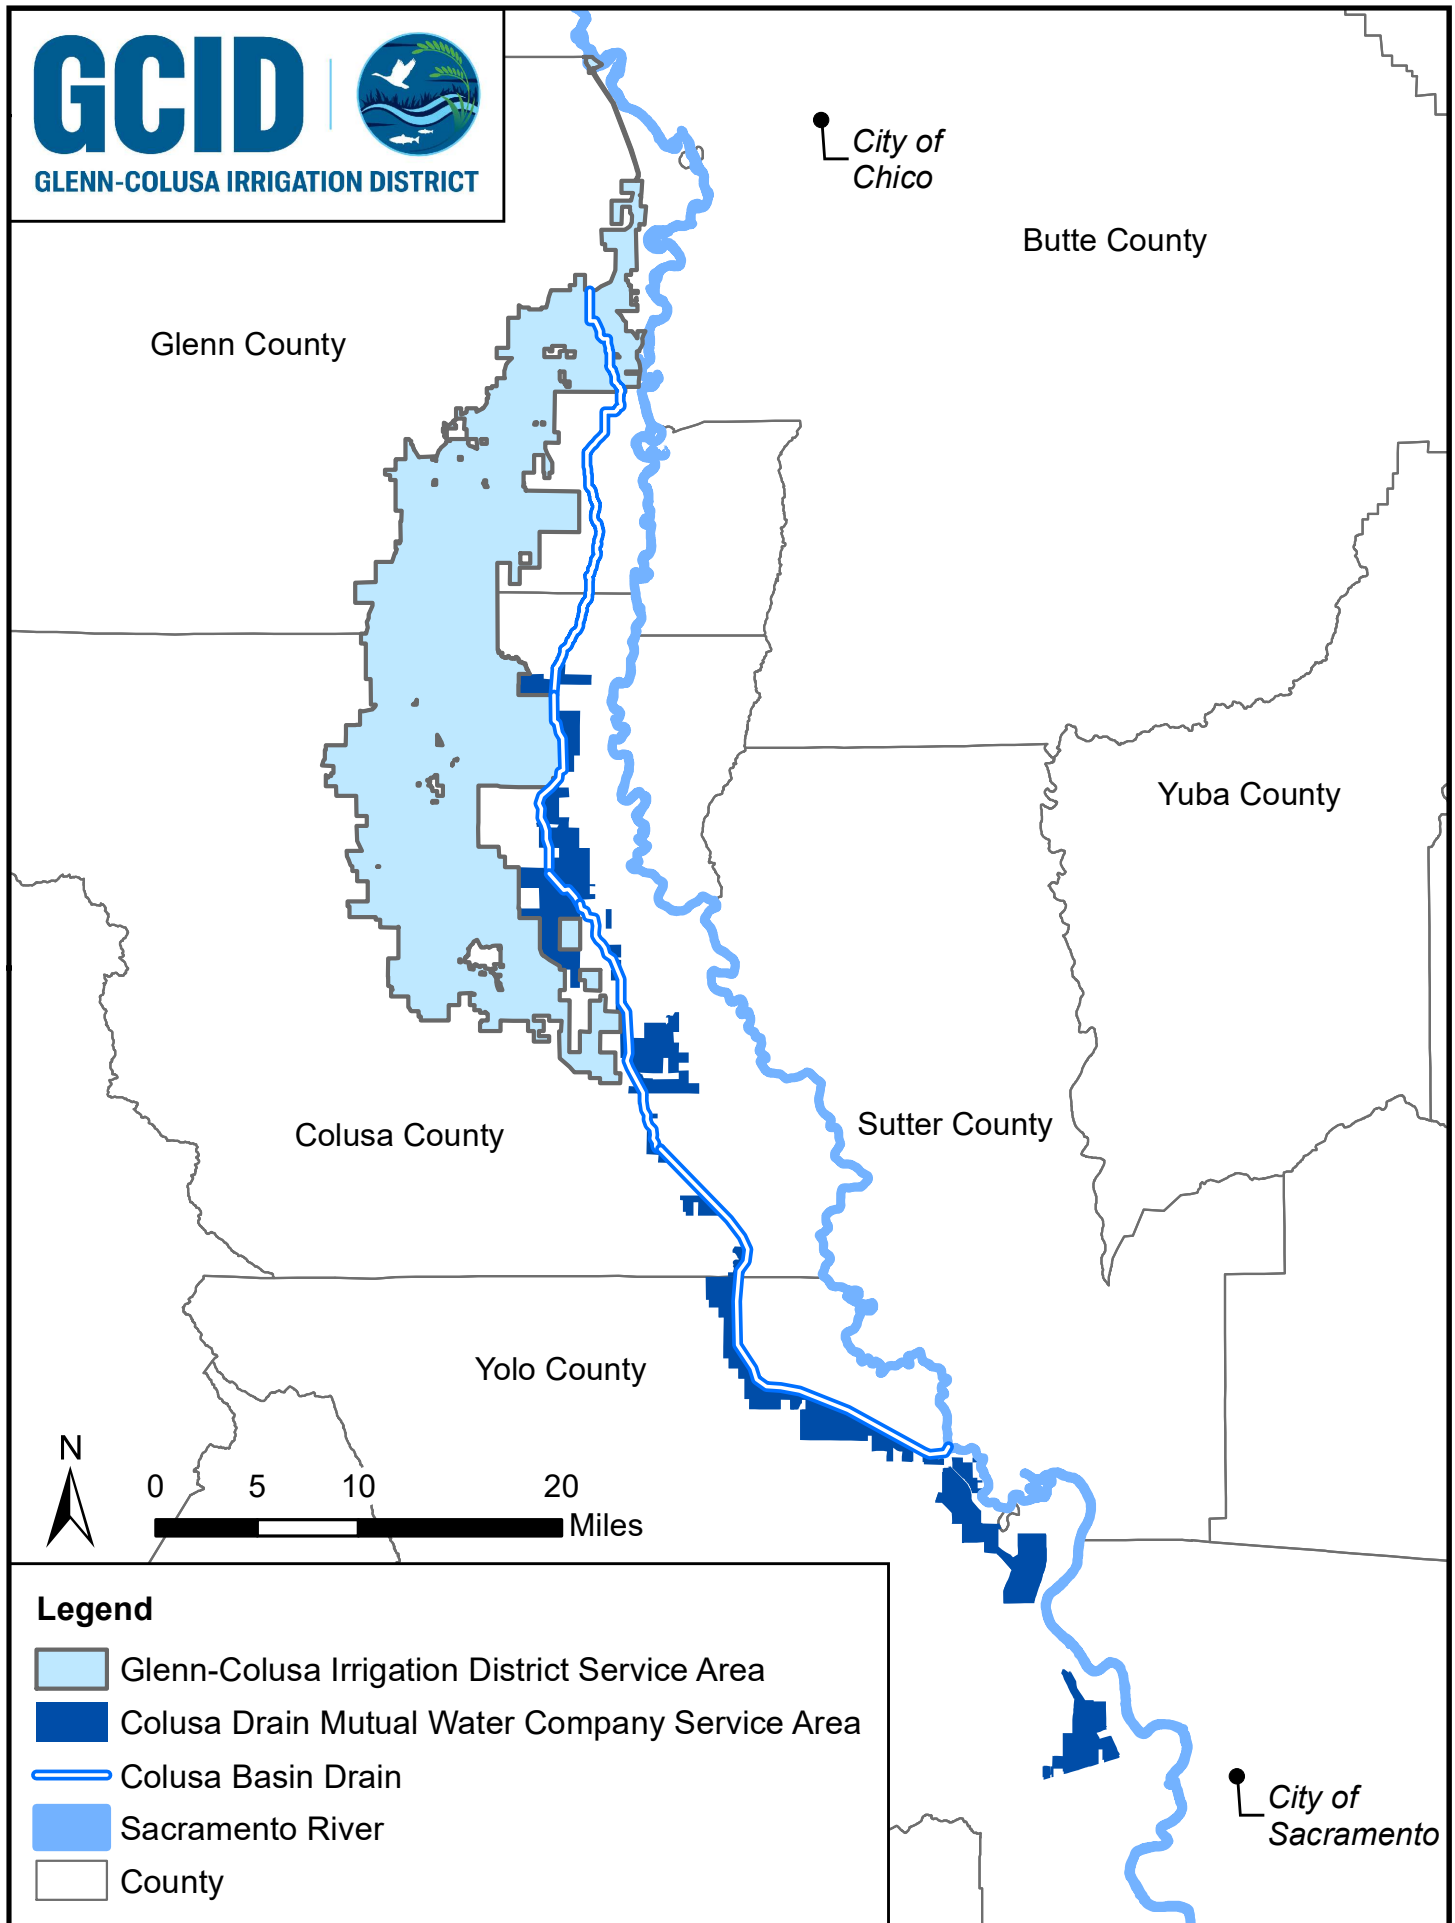 GCID
GLENN-COLUSA IRRIGATION DISTRICT
City of
Chico
Butte County
Glenn County
Yuba County
Colusa County
Sutter County
Yolo County
N
0 5 10 20
Miles
Legend
Glenn-Colusa Irrigation District Service Area
Colusa Drain Mutual Water Company Service Area
Colusa Basin Drain
Sacramento River
County
City of
Sacramento